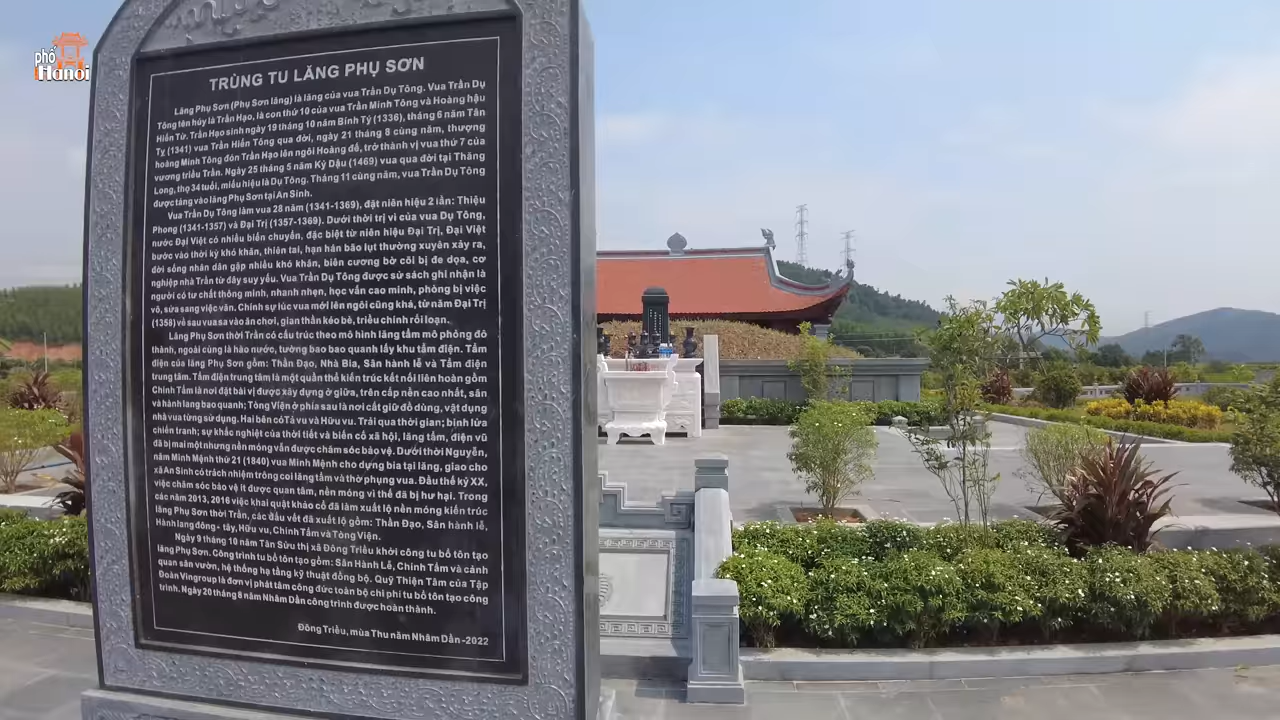 phố
Hànoi
TRÙNG TU LĂNG PHỤ SƠN
Lăng Phụ Sơn (Phụ Sơn lăng) là lăng của vua Trần Dụ Tông. Vua Trần Dụ
Tông tên húy là Trần Hạo, là con thứ 10 của vua Trần Minh Tông và Hoàng hậu
Hiến Từ. Trần Hạo sinh ngày 19 tháng 10 năm Bính Tý (1336), tháng 6 năm Tân
Tỵ (1341) vua Trần Hiến Tông qua đời, ngày 21 tháng 8 cùng năm, thượng
hoàng Minh Tông đón Trần Hạo lên ngôi Hoàng đế, trở thành vị vua thứ 7 của
vương triều Trần. Ngày 25 tháng 5 năm Kỷ Dậu (1469) vua qua đời tại Thăng
Long, thọ 34 tuổi, miếu hiệu là Dụ Tông. Tháng 11 cùng năm, vua Trần Dụ Tông
được táng vào lăng Phụ Sơn tại An Sinh.
Vua Trần Dụ Tông làm vua 28 năm (1341-1369), đặt niên hiệu 2 lần: Thiệu
Phong (1341-1357) và Đại Trị (1357-1369). Dưới thời trị vì của vua Dụ Tông,
nước Đại Việt có nhiều biến chuyển, đặc biệt từ niên hiệu Đại Trị, Đại Việt
bước vào thời kỳ khó khăn, thiên tai, hạn hán bão lụt thường xuyên xảy ra,
đời sống nhân dân gặp nhiều khó khăn, biên cương bờ cõi bị đe dọa, cơ
nghiệp nhà Trần từ đây suy yếu. Vua Trần Dụ Tông được sử sách ghi nhận là
người có tư chất thông minh, nhanh nhẹn, học vấn cao minh, phòng bị việc
võ, sửa sang việc văn. Chính sự lúc vua mới lên ngôi cũng khá, từ năm Đại Trị
(1358) về sau vua sa vào ăn chơi, gian thần kéo bè, triều chính rối loạn.
Lăng Phụ Sơn thời Trần có cấu trúc theo mô hình lăng tẩm mô phỏng đô
thành, ngoài cùng là hào nước, tường bao bao quanh lấy khu tẩm điện. Tẩm
điện của lăng Phụ Sơn gồm: Thần Đạo, Nhà Bia, Sân hành lễ và Tẩm điện
trung tâm. Tẩm điện trung tâm là một quần thể kiến trúc kết nối liên hoàn gồm
Chính Tẩm là nơi đặt bài vị được xây dựng ở giữa, trên cấp nền cao nhất, sân
và hành lang bao quanh; Tòng Viện ở phía sau là nơi cất giữ đồ dùng, vật dụng
nhà vua từng sử dụng. Hai bên có Tả vu và Hữu vu. Trải qua thời gian; binh lửa
chiến tranh; sự khắc nghiệt của thời tiết và biến cố xã hội, lăng tẩm, điện vũ
đã bị mai một nhưng nền móng vẫn được chăm sóc bảo vệ. Dưới thời Nguyễn,
năm Minh Mệnh thứ 21 (1840) vua Minh Mệnh cho dựng bia tại lăng, giao cho
xã An Sinh có trách nhiệm trông coi lăng tẩm và thờ phụng vua. Đầu thế kỷ XX,
việc chăm sóc bảo vệ ít được quan tâm, nền móng vì thế đã bị hư hại. Trong
các năm 2013, 2016 việc khai quật khảo cổ đã làm xuất lộ nền móng kiến trúc
lăng Phụ Sơn thời Trần, các dấu vết đã xuất lộ gồm: Thần Đạo, Sân hành lễ,
Hành lang đông - tây, Hữu vu, Chính Tẩm và Tòng Viện.
Ngày 9 tháng 10 năm Tân Sửu thị xã Đông Triều khởi công tu bổ tôn tạo
lăng Phụ Sơn. Công trình tu bổ tôn tạo gồm: Sân Hành Lễ, Chính Tẩm và cảnh
quan sân vườn, hệ thống hạ tầng kỹ thuật đồng bộ. Quỹ Thiện Tâm của Tập
Đoàn Vingroup là đơn vị phát tâm công đức toàn bộ chi phí tu bổ tôn tạo công
trình. Ngày 20 tháng 8 năm Nhâm Dần công trình được hoàn thành.
Đông Triều, mùa Thu năm Nhâm Dần -2022